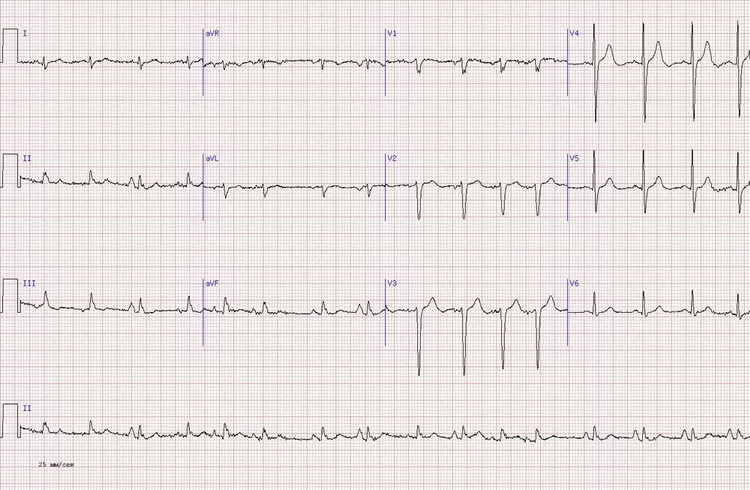 I aVR V1 V4
II aVL V2 V5
III aVF V3 V6
II
25 мм/сек